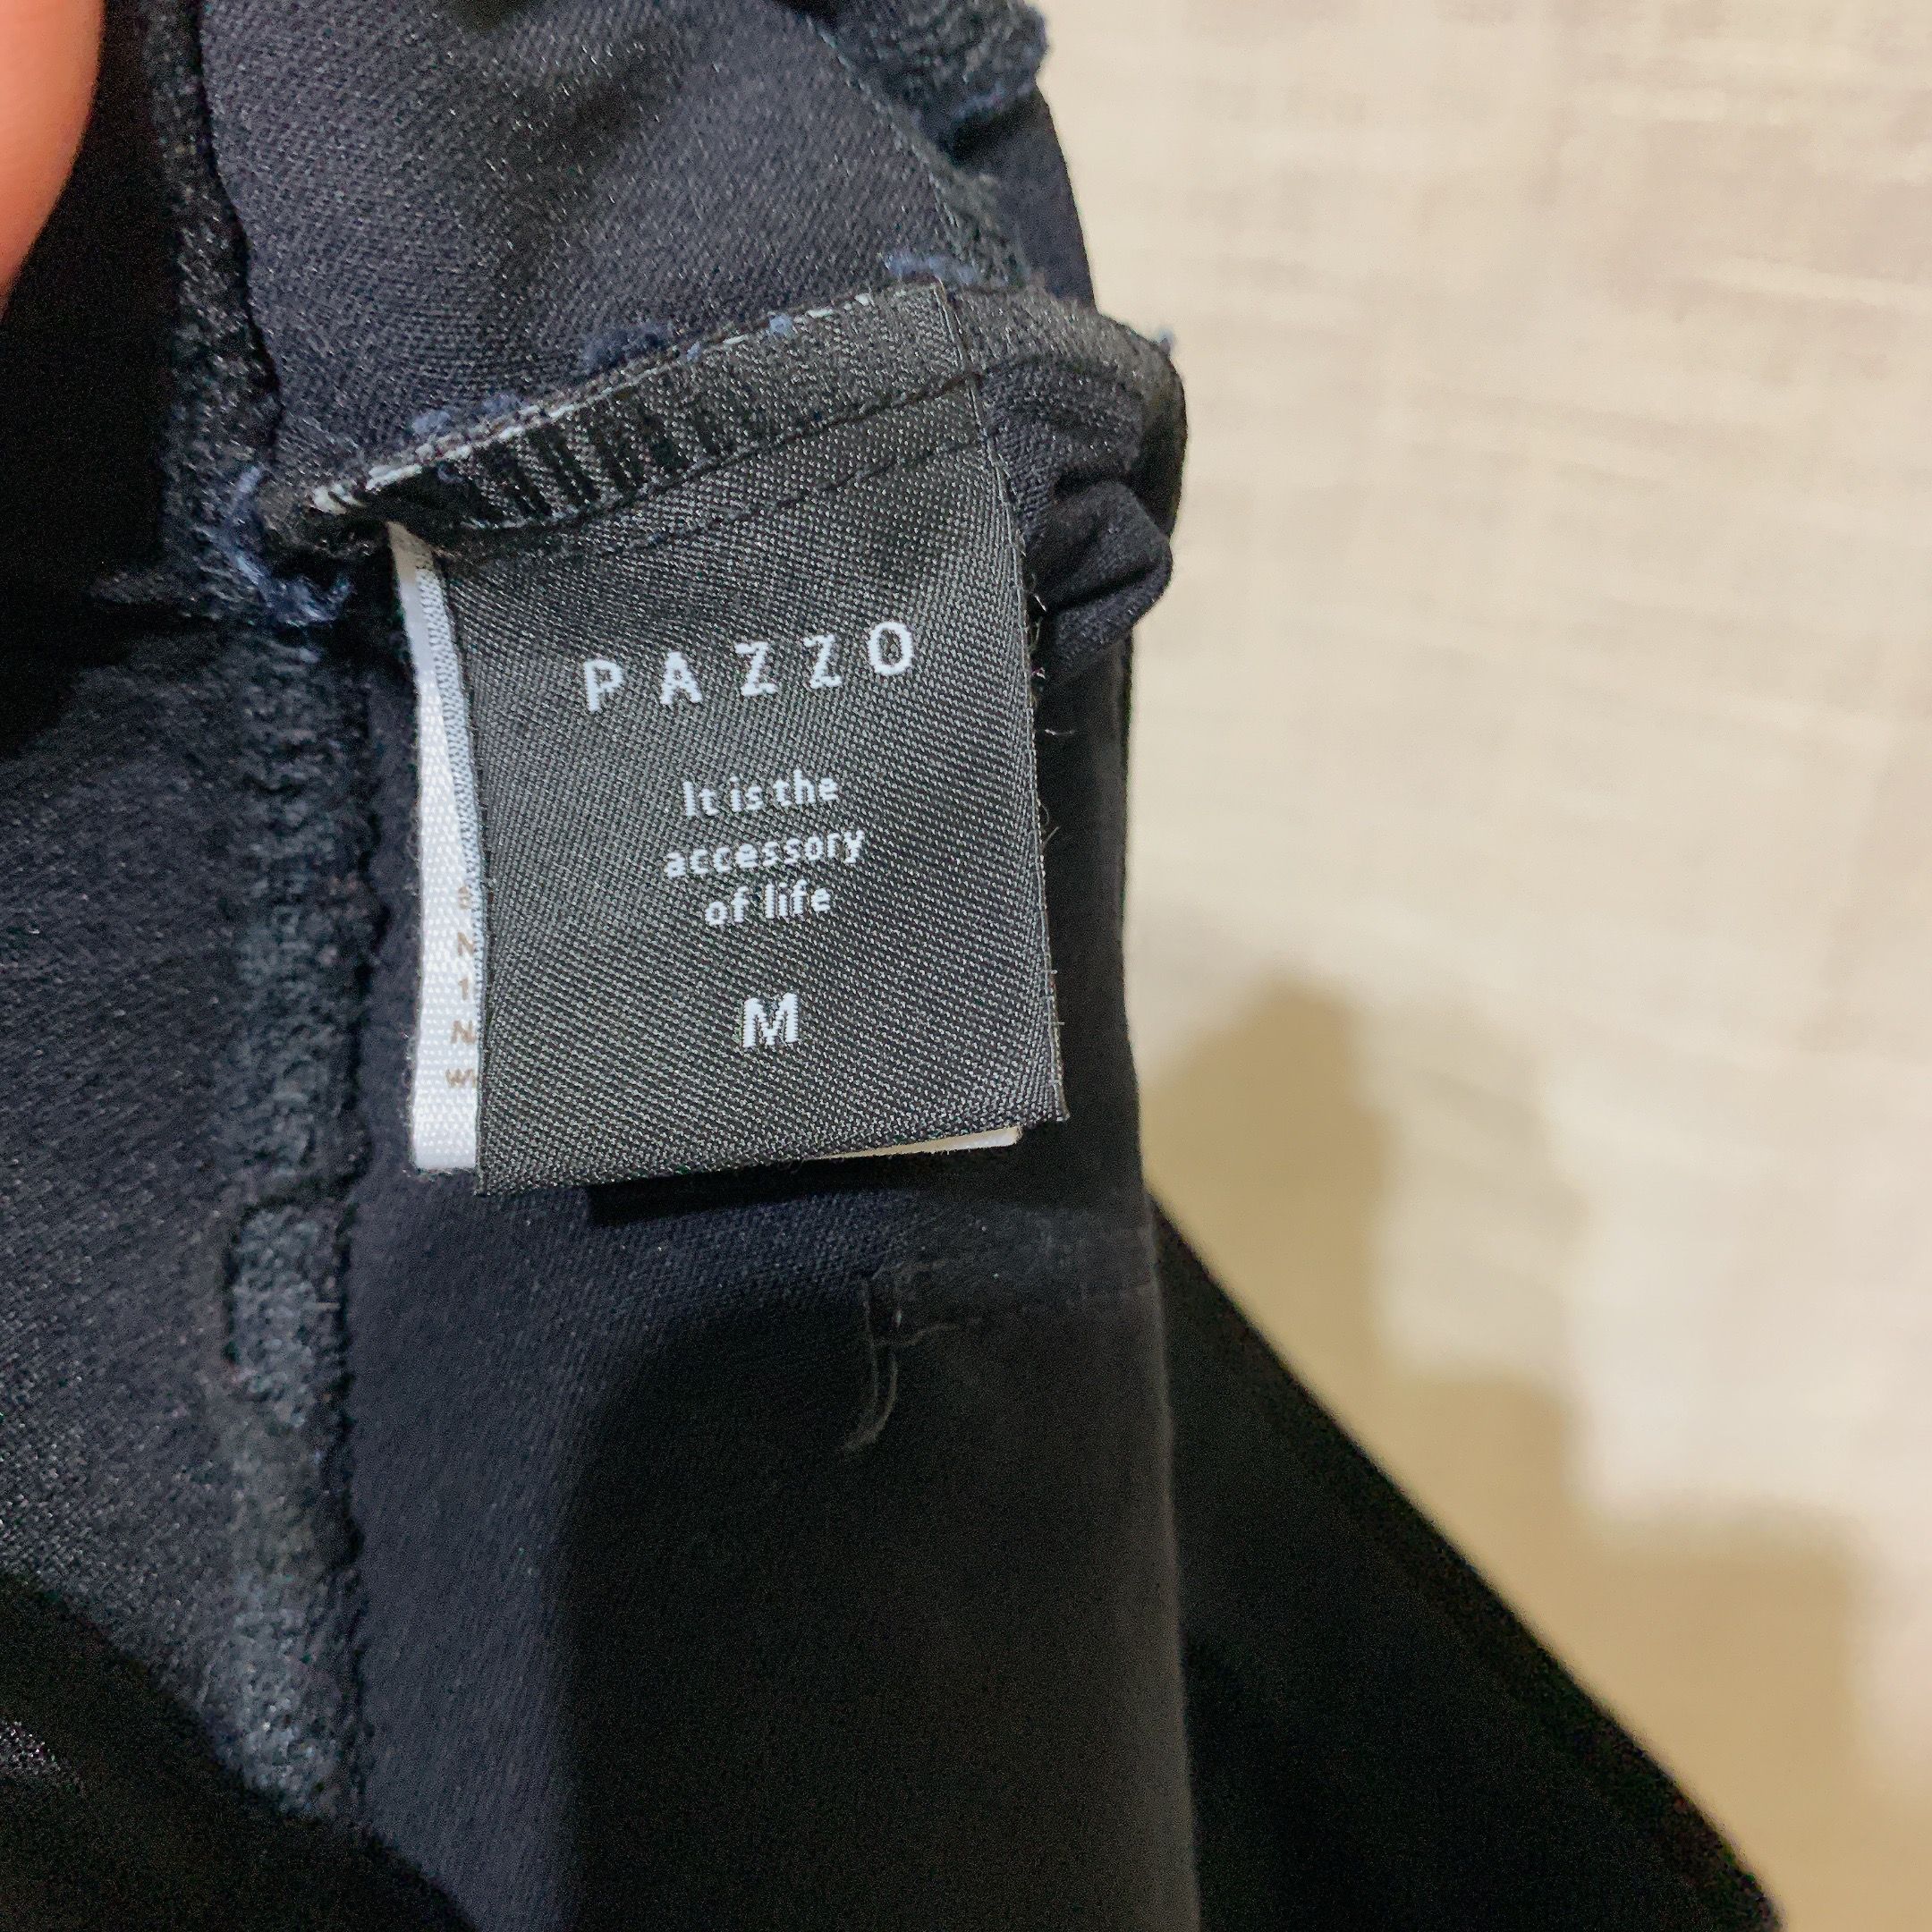 PAZZO
It is the
accessory
of life
M